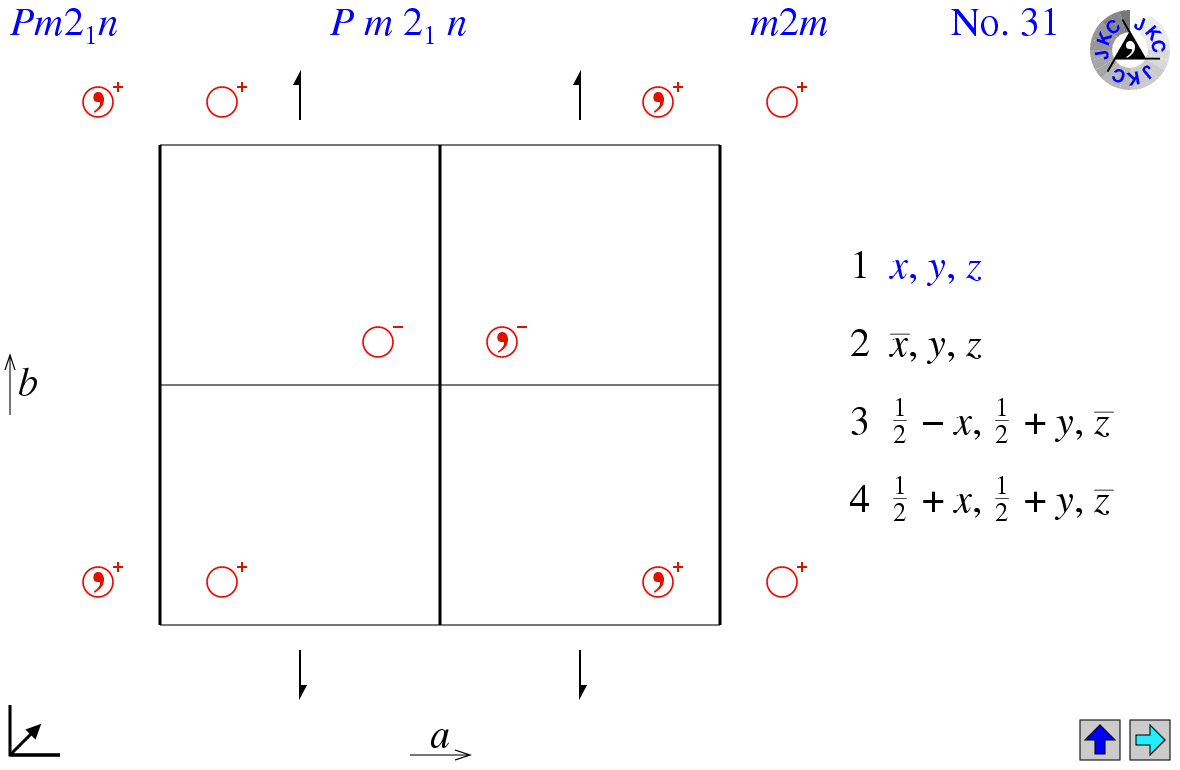 Pm2₁n P m 2₁ n m2m No. 31
JKC JKC JKC
+ + + +
1 x, y, z
− −
2 x̅, y, z
b
3 1/2 − x, 1/2 + y, z̅
4 1/2 + x, 1/2 + y, z̅
+ + + +
a